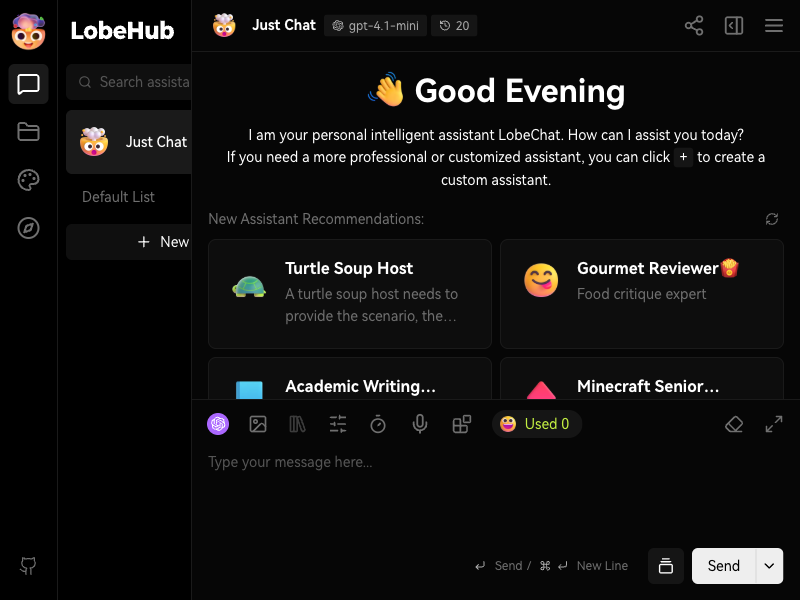 LobeHub
Search assista
Just Chat
Default List
New
Just Chat
gpt-4.1-mini
20
Good Evening
I am your personal intelligent assistant LobeChat. How can I assist you today?
If you need a more professional or customized assistant, you can click + to create a
custom assistant.
New Assistant Recommendations:
Turtle Soup Host
A turtle soup host needs to
provide the scenario, the…
Gourmet Reviewer🍟
Food critique expert
Academic Writing…
Minecraft Senior…
Used 0
Type your message here...
↵ Send / ⌘ ↵ New Line
Send